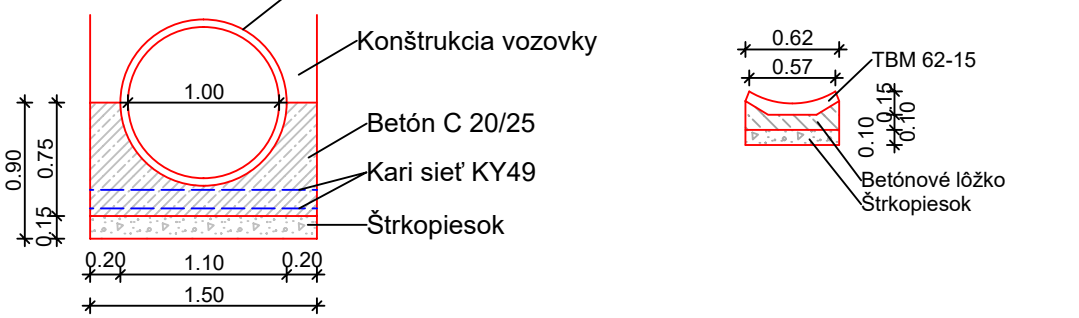 Konštrukcia vozovky
1.00
Betón C 20/25
Kari sieť KY49
Štrkopiesok
0.90
0.75
0.15
0.20
1.10
0.20
1.50
0.62
0.57
TBM 62-15
0.15
0.10
0.10
Betónové lôžko
Štrkopiesok